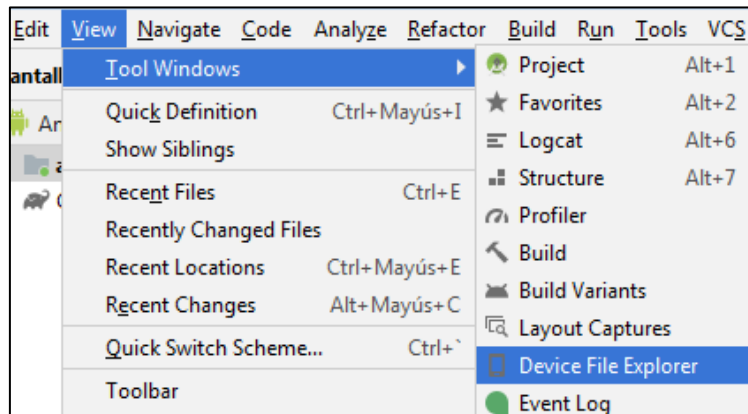 Edit View Navigate Code Analyze Refactor Build Run Tools VCS
antall
Tool Windows
Quick Definition Ctrl+Mayús+I
Show Siblings
Recent Files Ctrl+E
Recently Changed Files
Recent Locations Ctrl+Mayús+E
Recent Changes Alt+Mayús+C
Quick Switch Scheme... Ctrl+`
Toolbar
Project Alt+1
Favorites Alt+2
Logcat Alt+6
Structure Alt+7
Profiler
Build
Build Variants
Layout Captures
Device File Explorer
Event Log